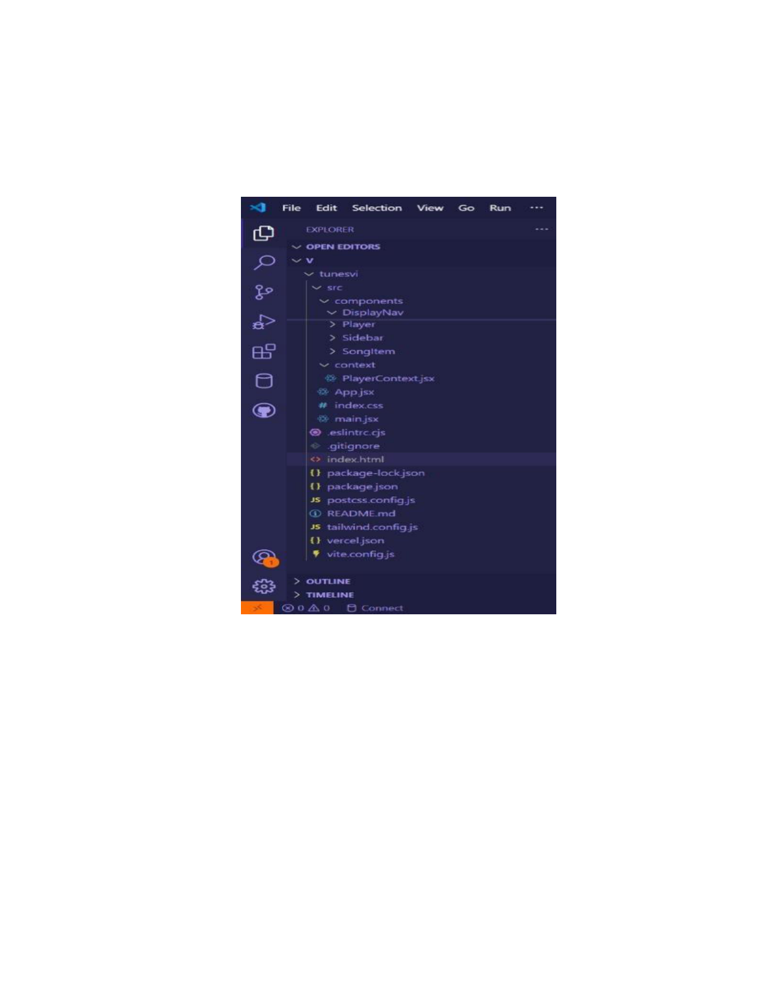 File Edit Selection View Go Run ...
EXPLORER ...
OPEN EDITORS
V
tunesvi
src
components
DisplayNav
Player
Sidebar
SongItem
context
PlayerContext.jsx
App.jsx
# index.css
main.jsx
.eslintrc.cjs
.gitignore
<> index.html
{} package-lock.json
{} package.json
JS postcss.config.js
README.md
JS tailwind.config.js
{} vercel.json
vite.config.js
1
OUTLINE
TIMELINE
0 0 Connect